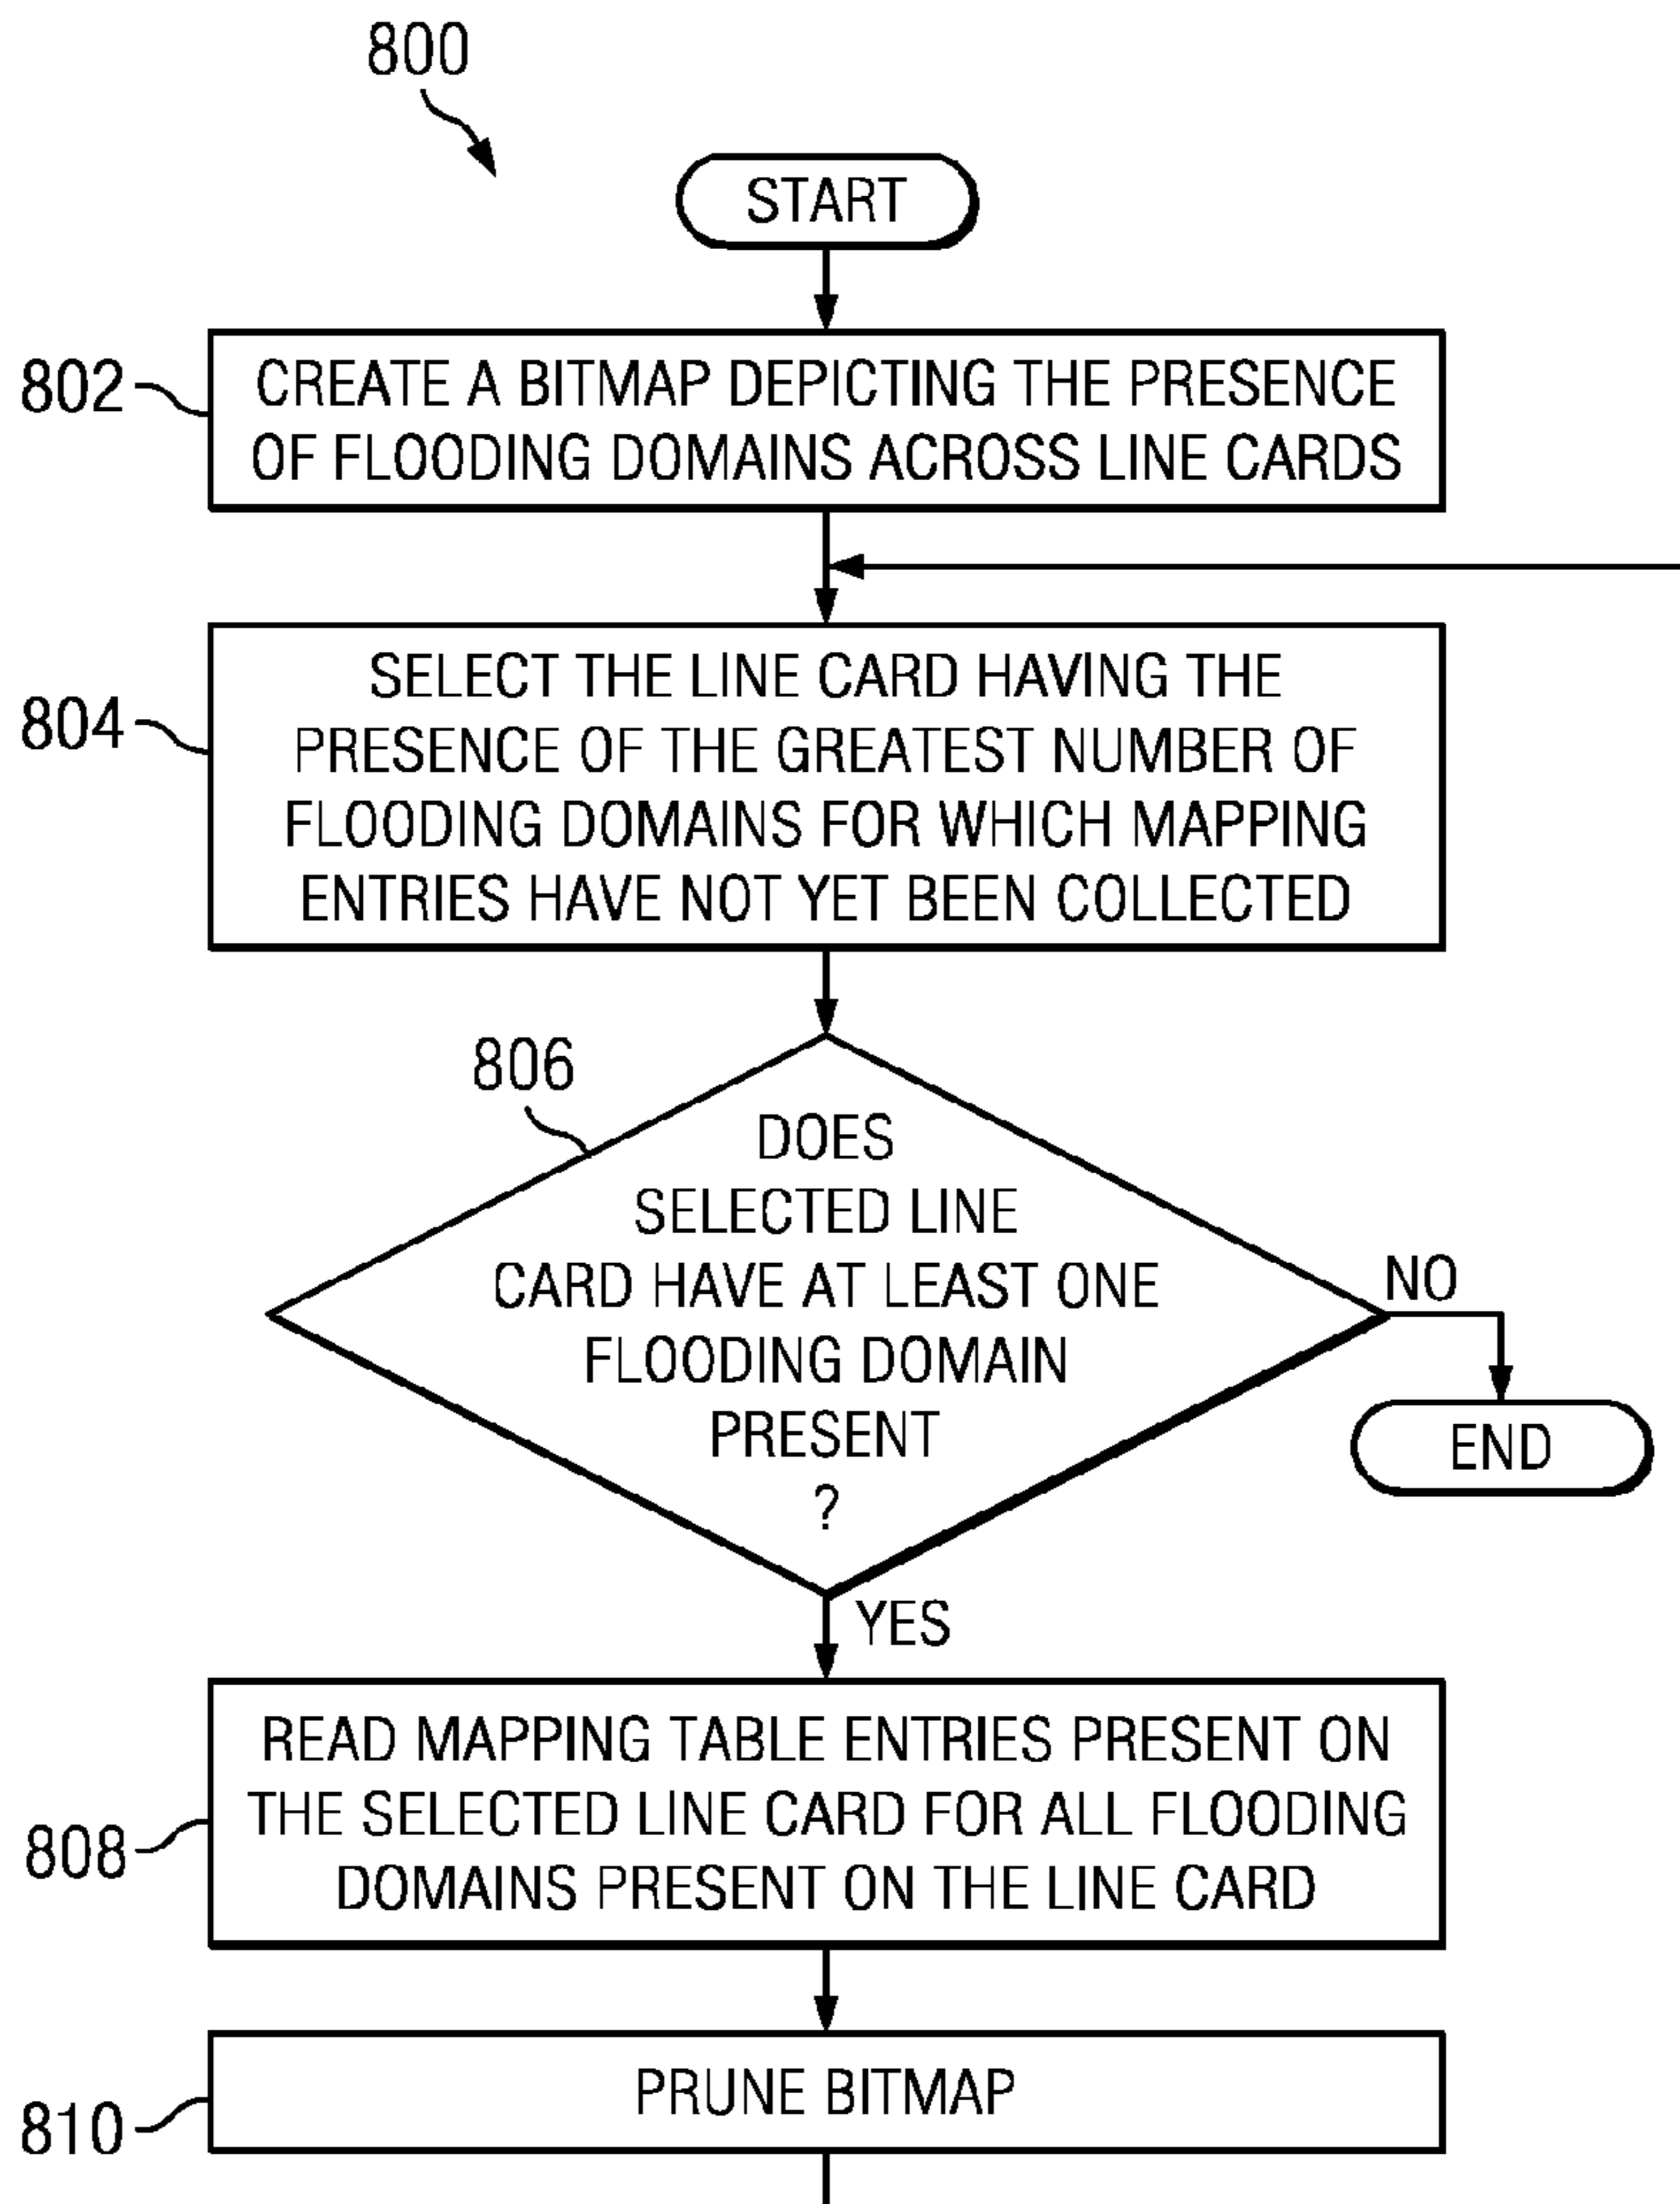 800
START
802
CREATE A BITMAP DEPICTING THE PRESENCE
OF FLOODING DOMAINS ACROSS LINE CARDS
804
SELECT THE LINE CARD HAVING THE
PRESENCE OF THE GREATEST NUMBER OF
FLOODING DOMAINS FOR WHICH MAPPING
ENTRIES HAVE NOT YET BEEN COLLECTED
806
DOES
SELECTED LINE
CARD HAVE AT LEAST ONE
FLOODING DOMAIN
PRESENT
?
NO
END
YES
808
READ MAPPING TABLE ENTRIES PRESENT ON
THE SELECTED LINE CARD FOR ALL FLOODING
DOMAINS PRESENT ON THE LINE CARD
810
PRUNE BITMAP